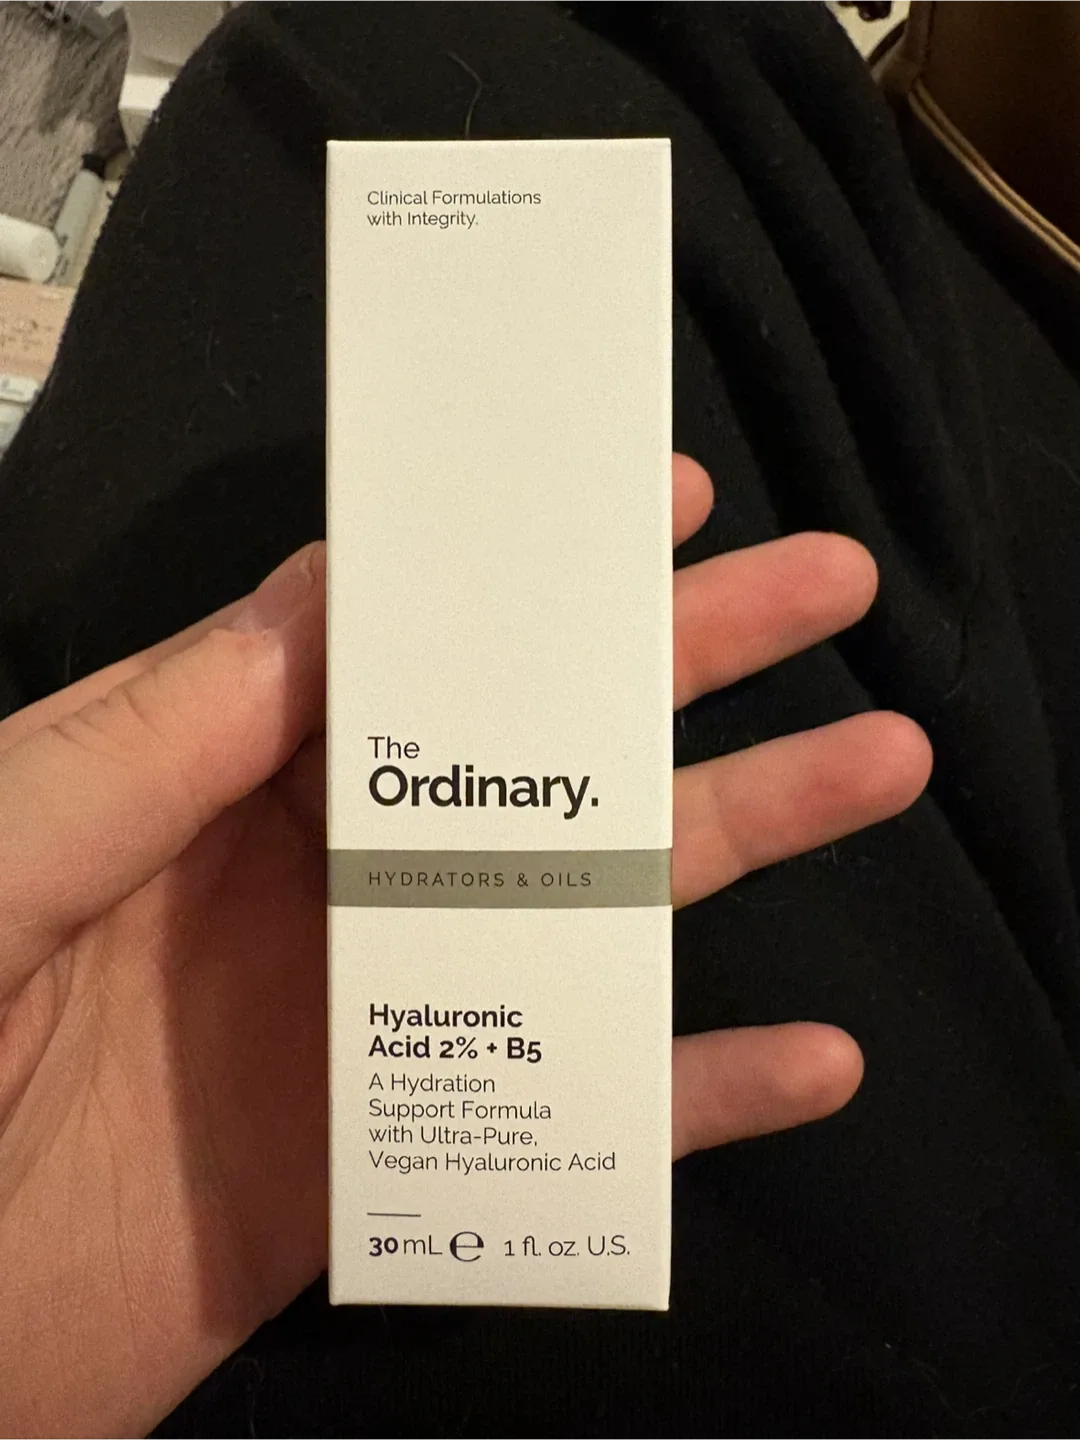 Clinical Formulations
with Integrity.
The
Ordinary.
HYDRATORS & OILS
Hyaluronic
Acid 2% + B5
A Hydration
Support Formula
with Ultra-Pure,
Vegan Hyaluronic Acid
30 mL ℮ 1 fl. oz. U.S.